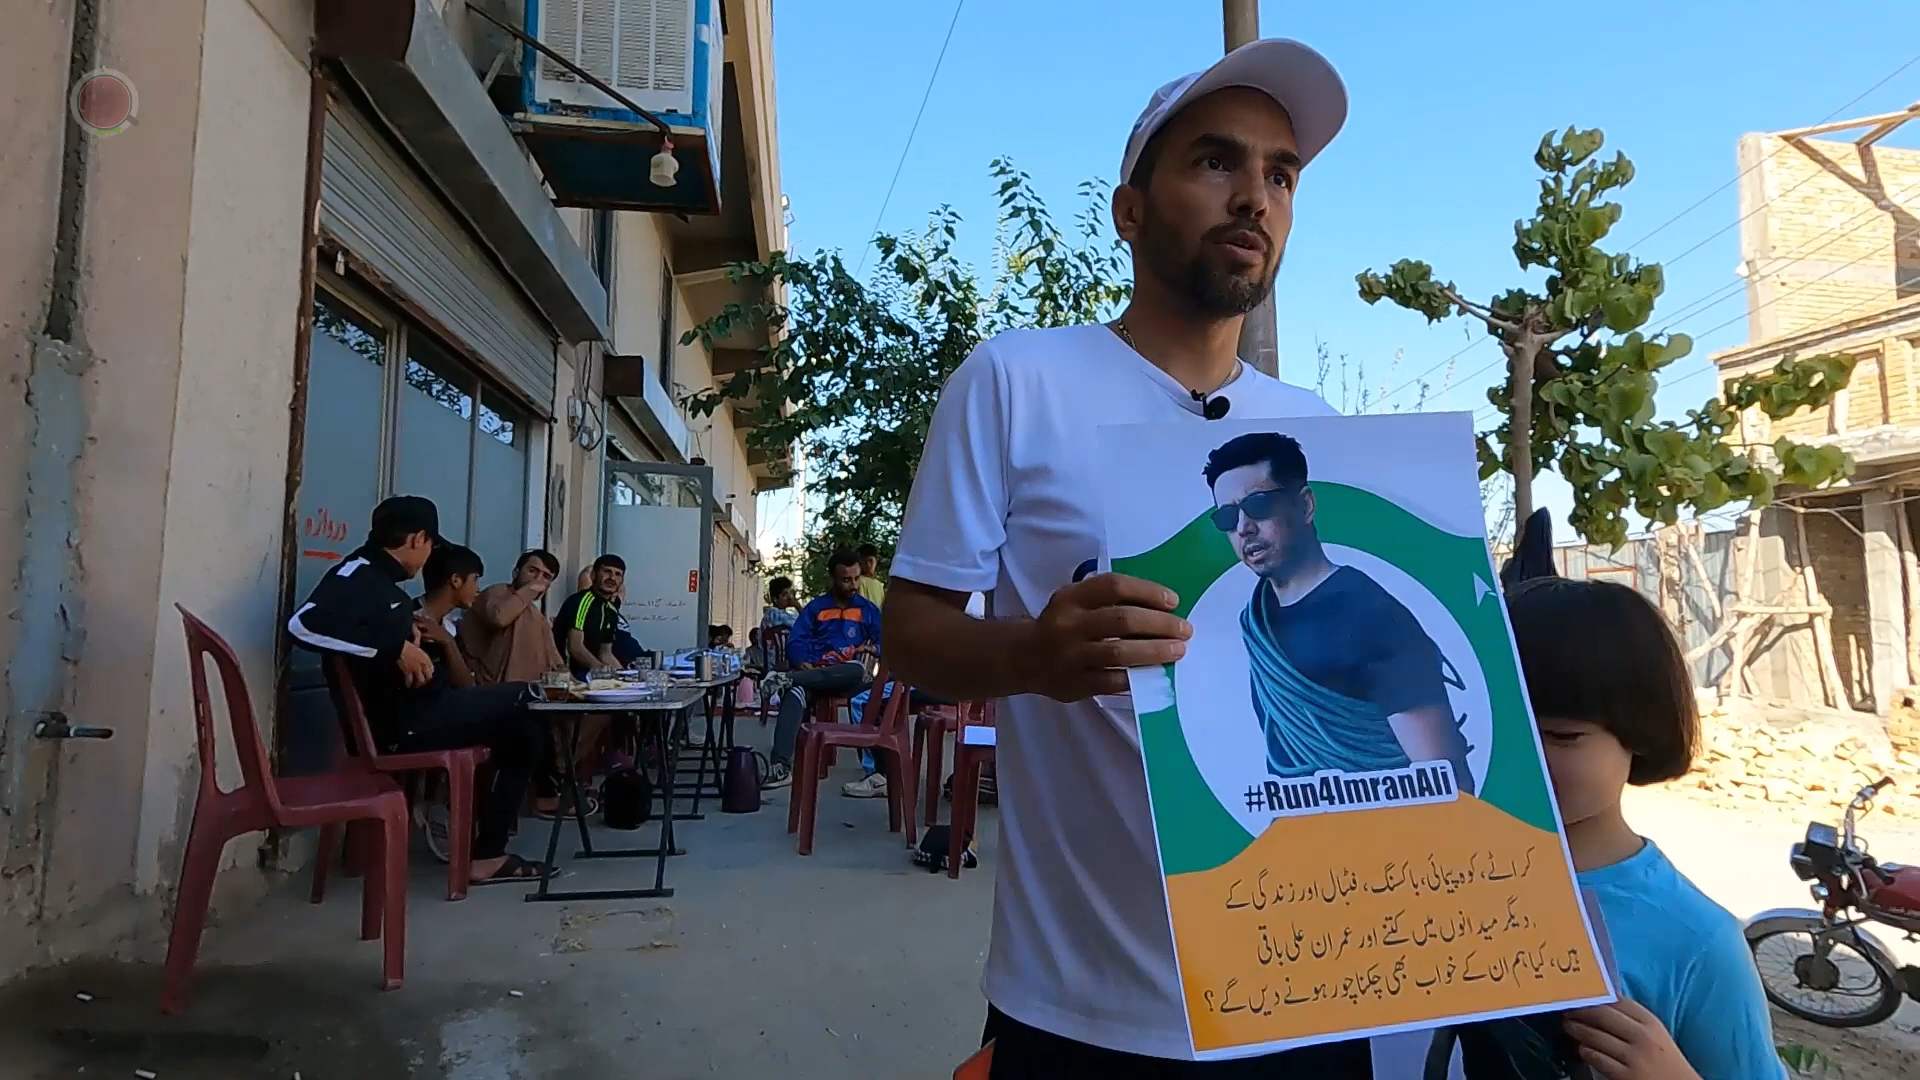 دروازه
#Run4ImranAli
کراٹے، کوہ پیمائی، باکسنگ، فٹبال اور زندگی کے
دیگر میدانوں میں کتنے اور عمران علی باقی
ہیں، کیا ہم ان کے خواب بھی چکنا چور ہونے دیں گے؟